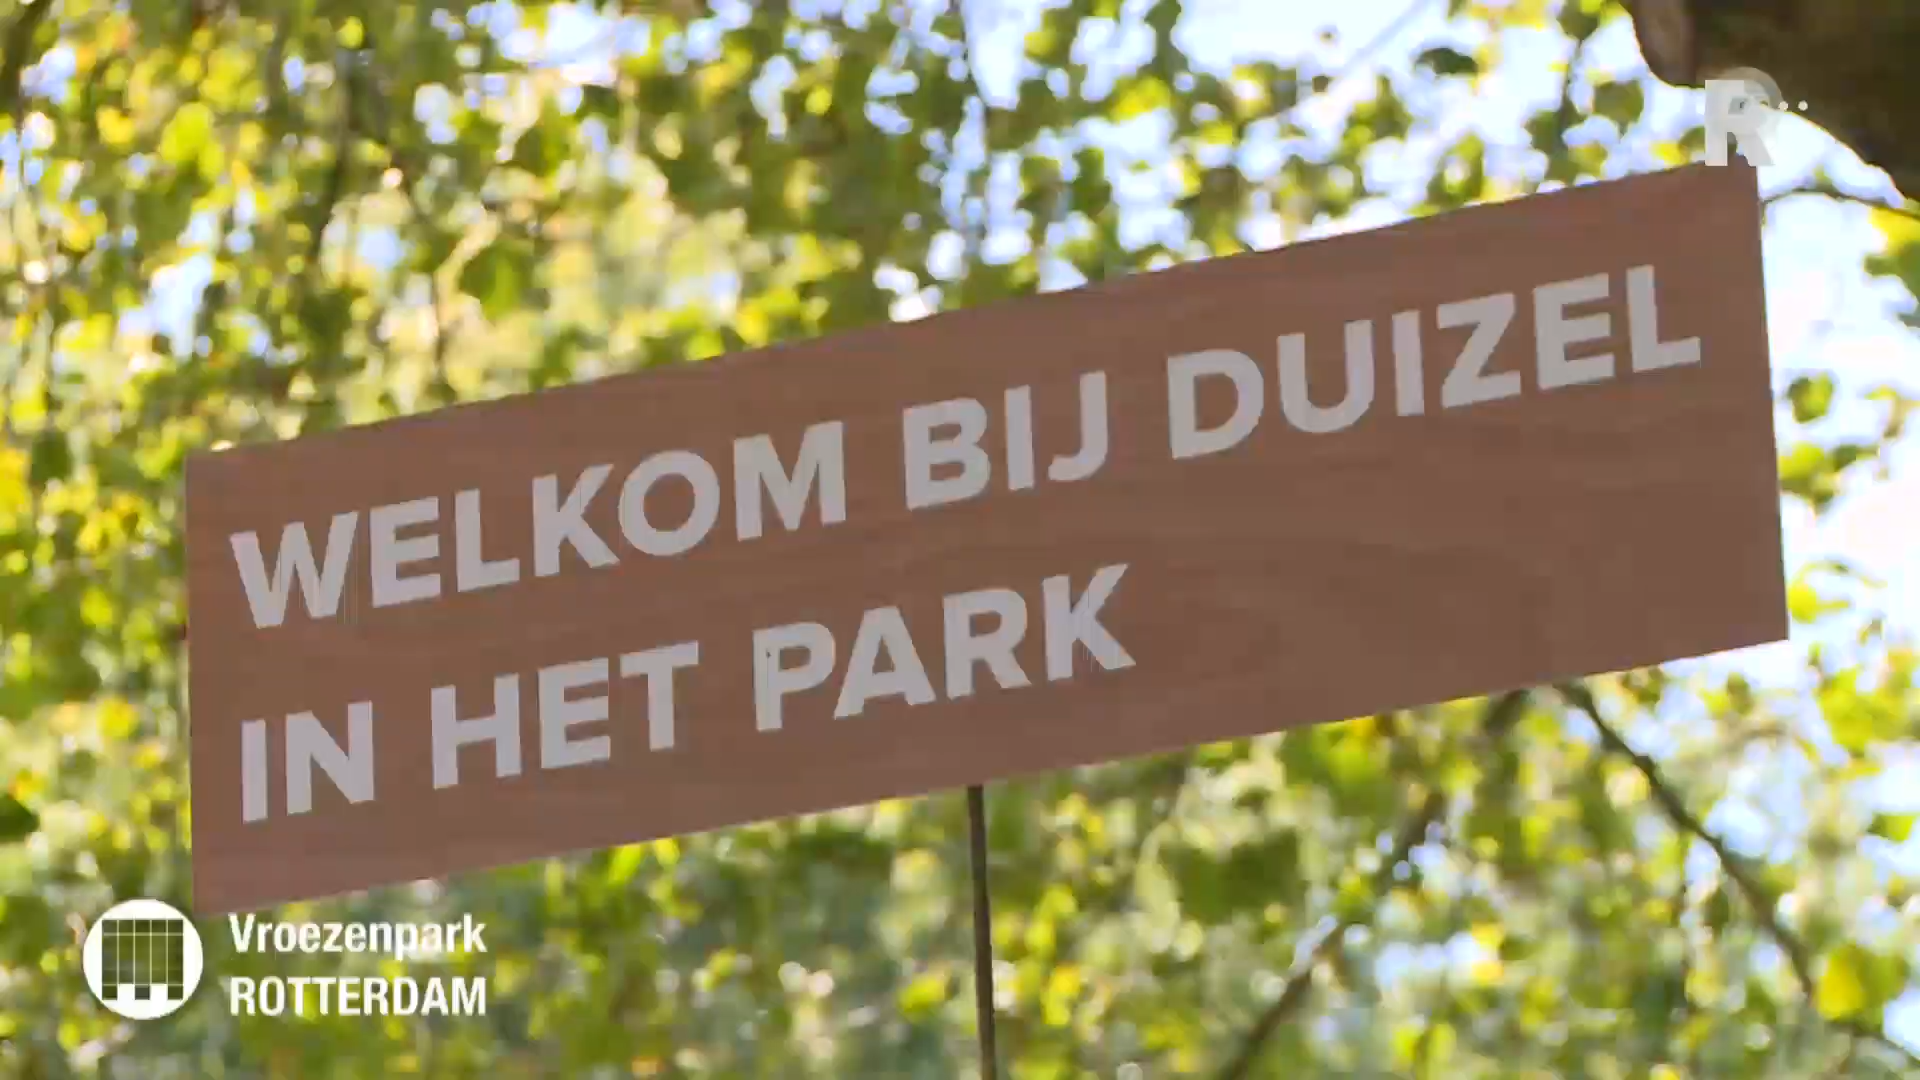 R
WELKOM BIJ DUIZEL
IN HET PARK
Vroezenpark
ROTTERDAM